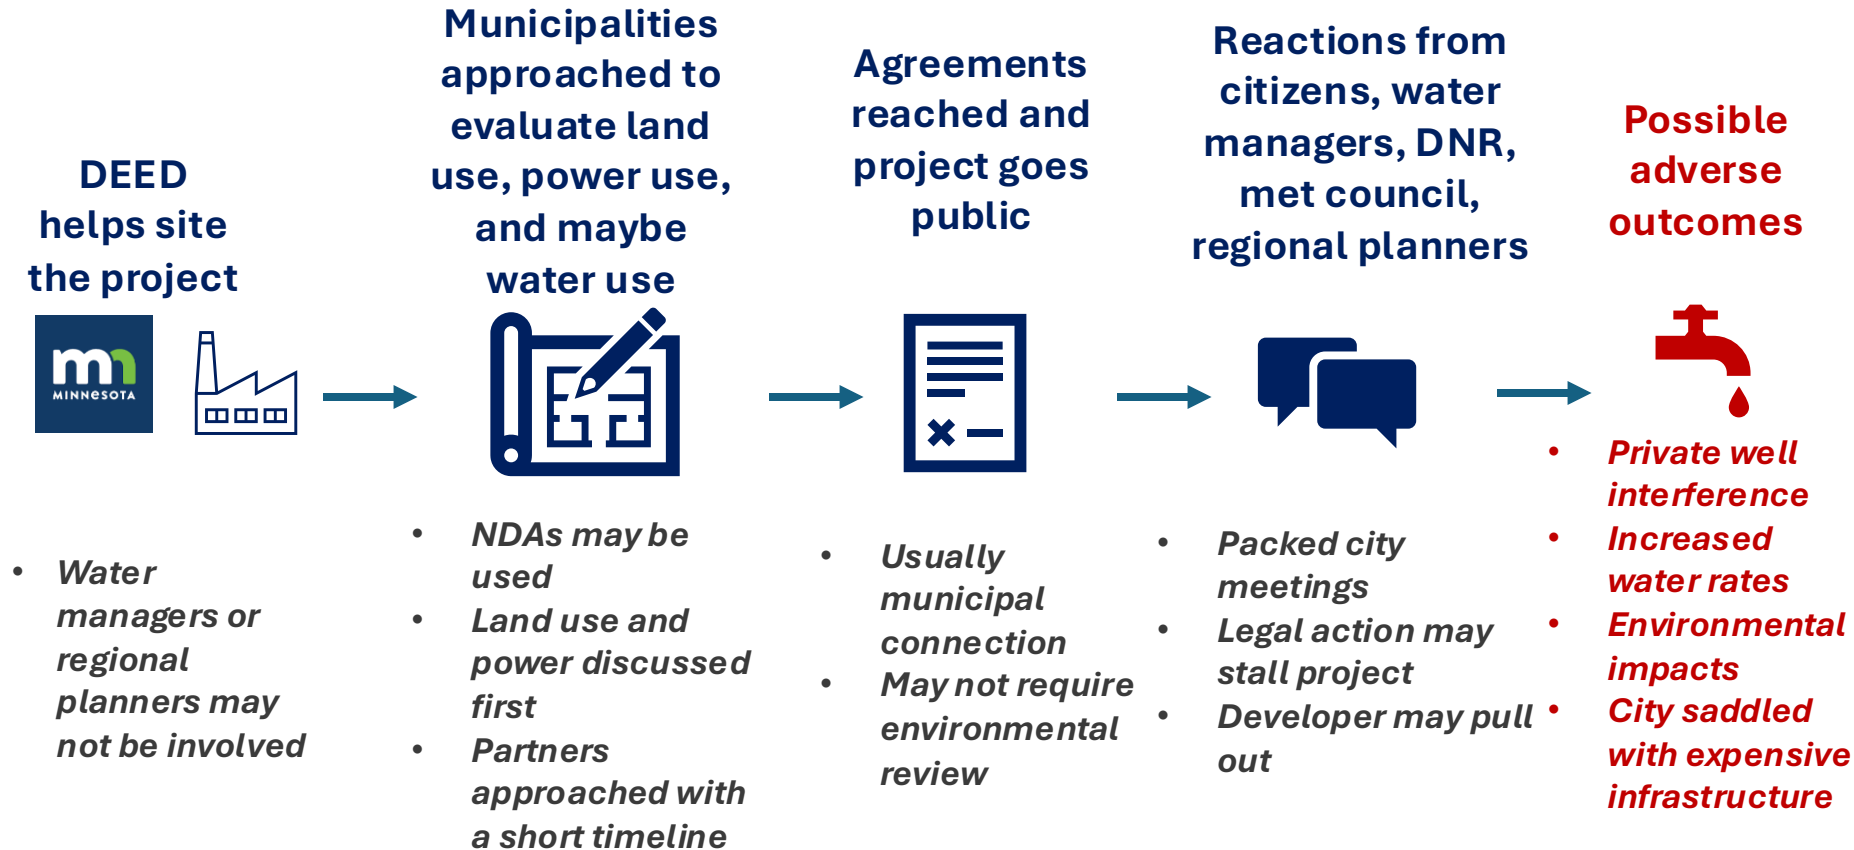 DEED
helps site
the project
MINNESOTA
• Water
managers or
regional
planners may
not be involved
Municipalities
approached to
evaluate land
use, power use,
and maybe
water use
• NDAs may be
used
• Land use and
power discussed
first
• Partners
approached with
a short timeline
Agreements
reached and
project goes
public
• Usually
municipal
connection
• May not require
environmental
review
Reactions from
citizens, water
managers, DNR,
met council,
regional planners
• Packed city
meetings
• Legal action may
stall project
• Developer may pull
out
Possible
adverse
outcomes
• Private well
interference
• Increased
water rates
• Environmental
impacts
• City saddled
with expensive
infrastructure